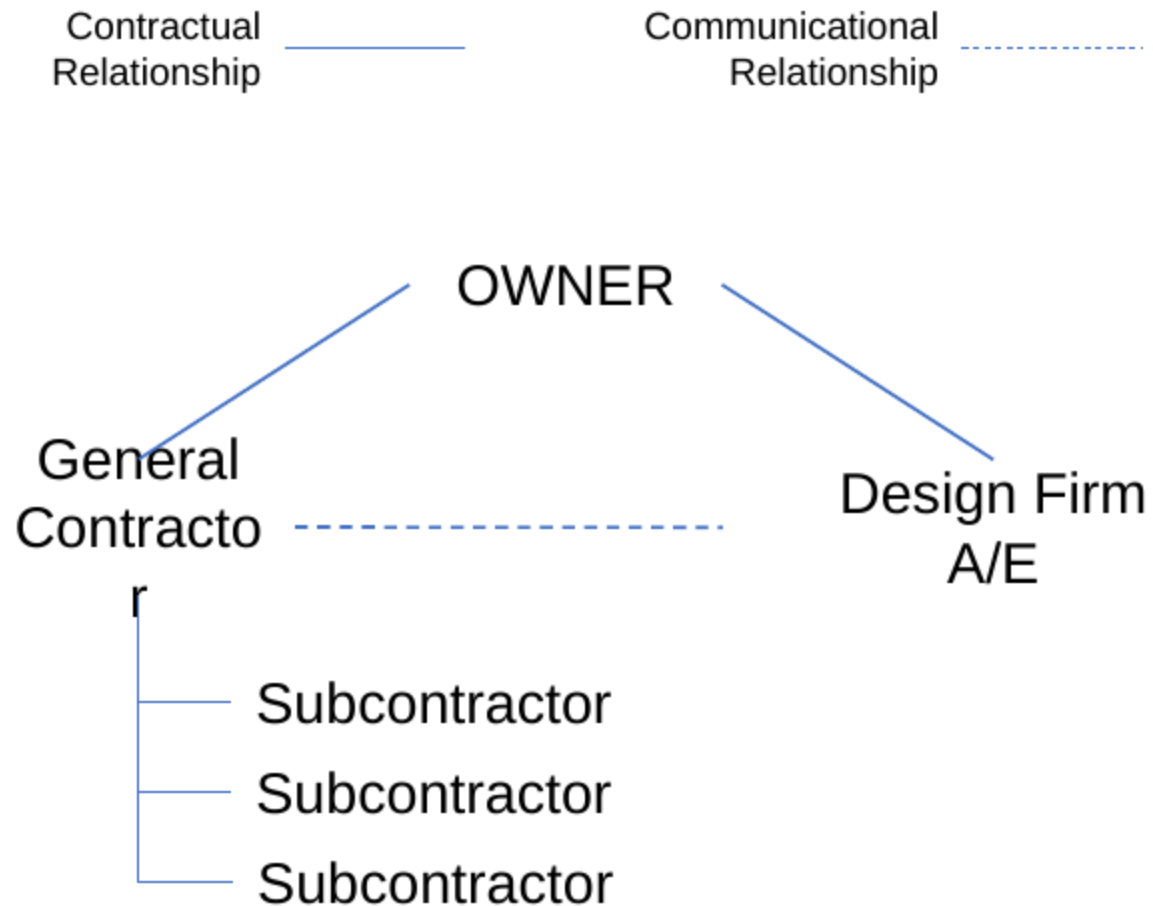 Contractual
Relationship
Communicational
Relationship
OWNER
General
Contracto
r
Design Firm
A/E
Subcontractor
Subcontractor
Subcontractor